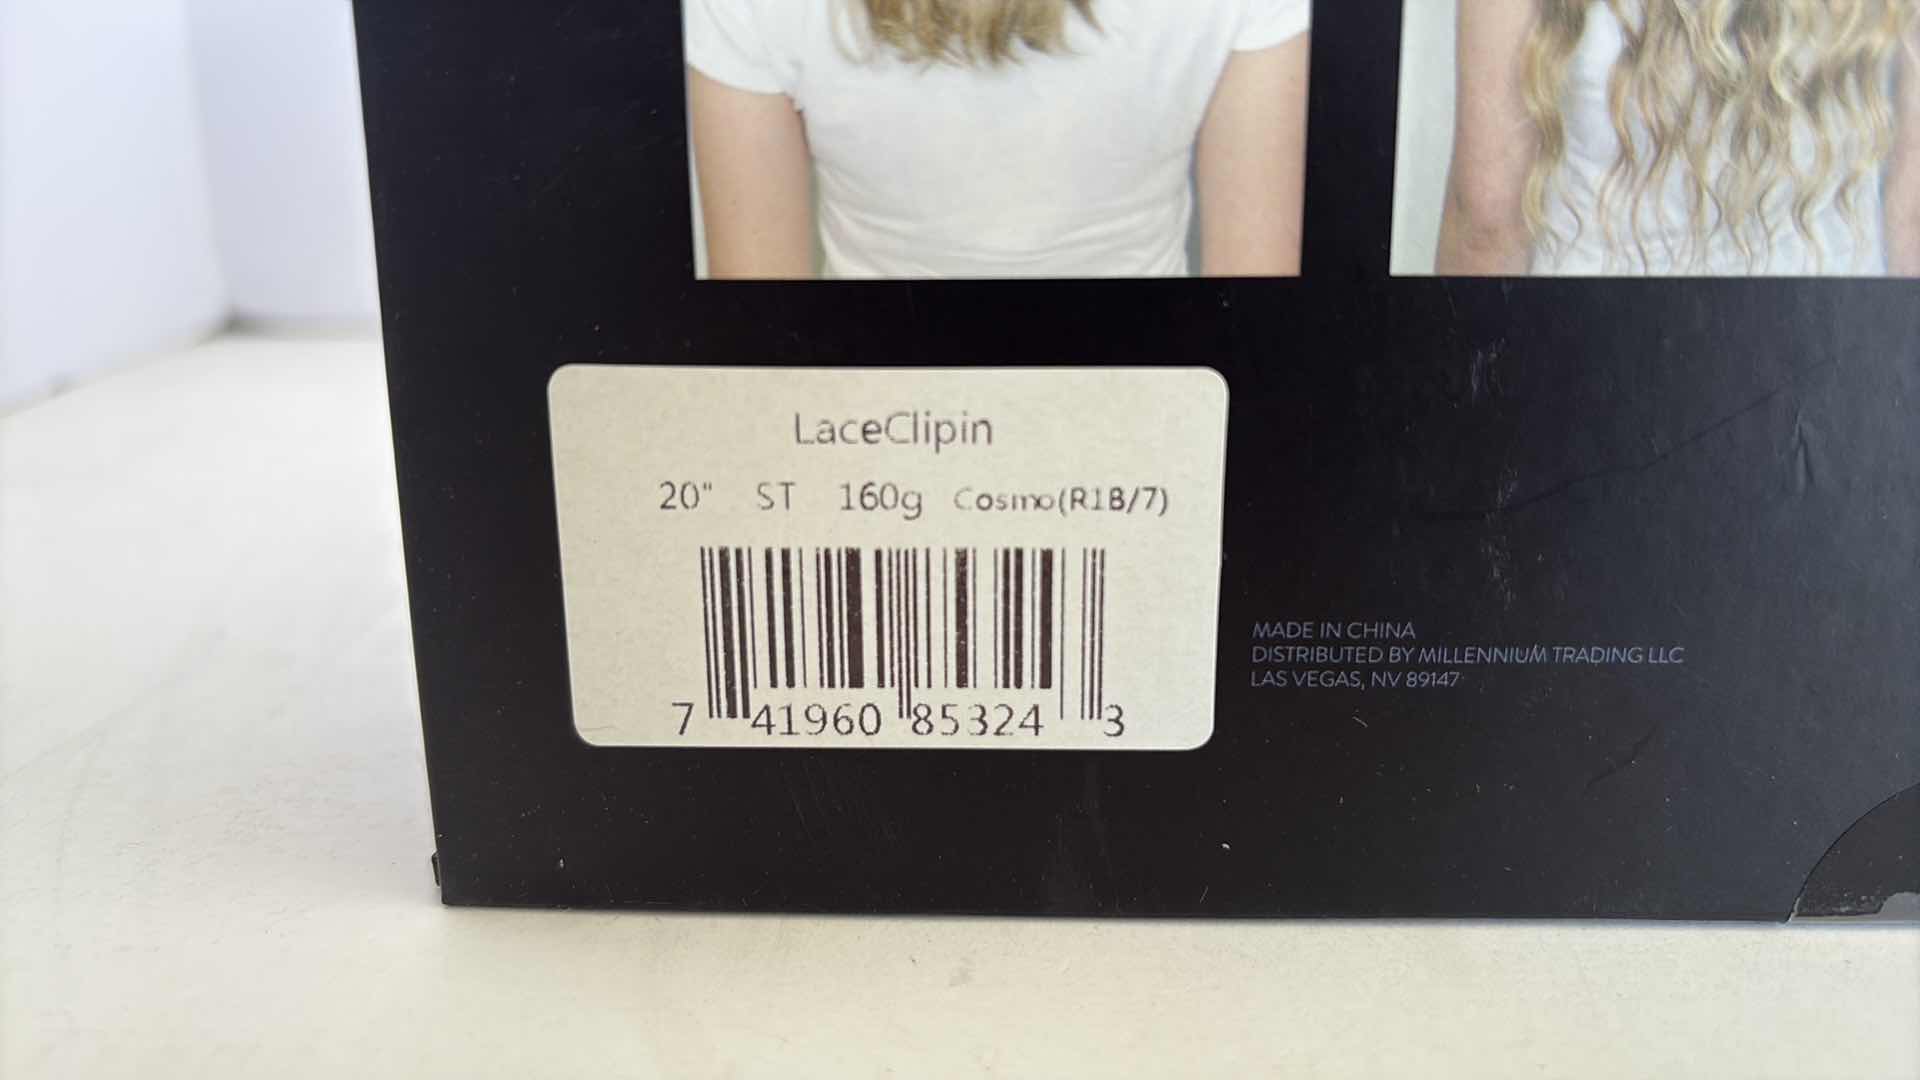 LaceClipin
20" ST 160g Cosmo(R1B/7)
7 41960 85324 3
MADE IN CHINA
DISTRIBUTED BY MILLENNIUM TRADING LLC
LAS VEGAS, NV 89147